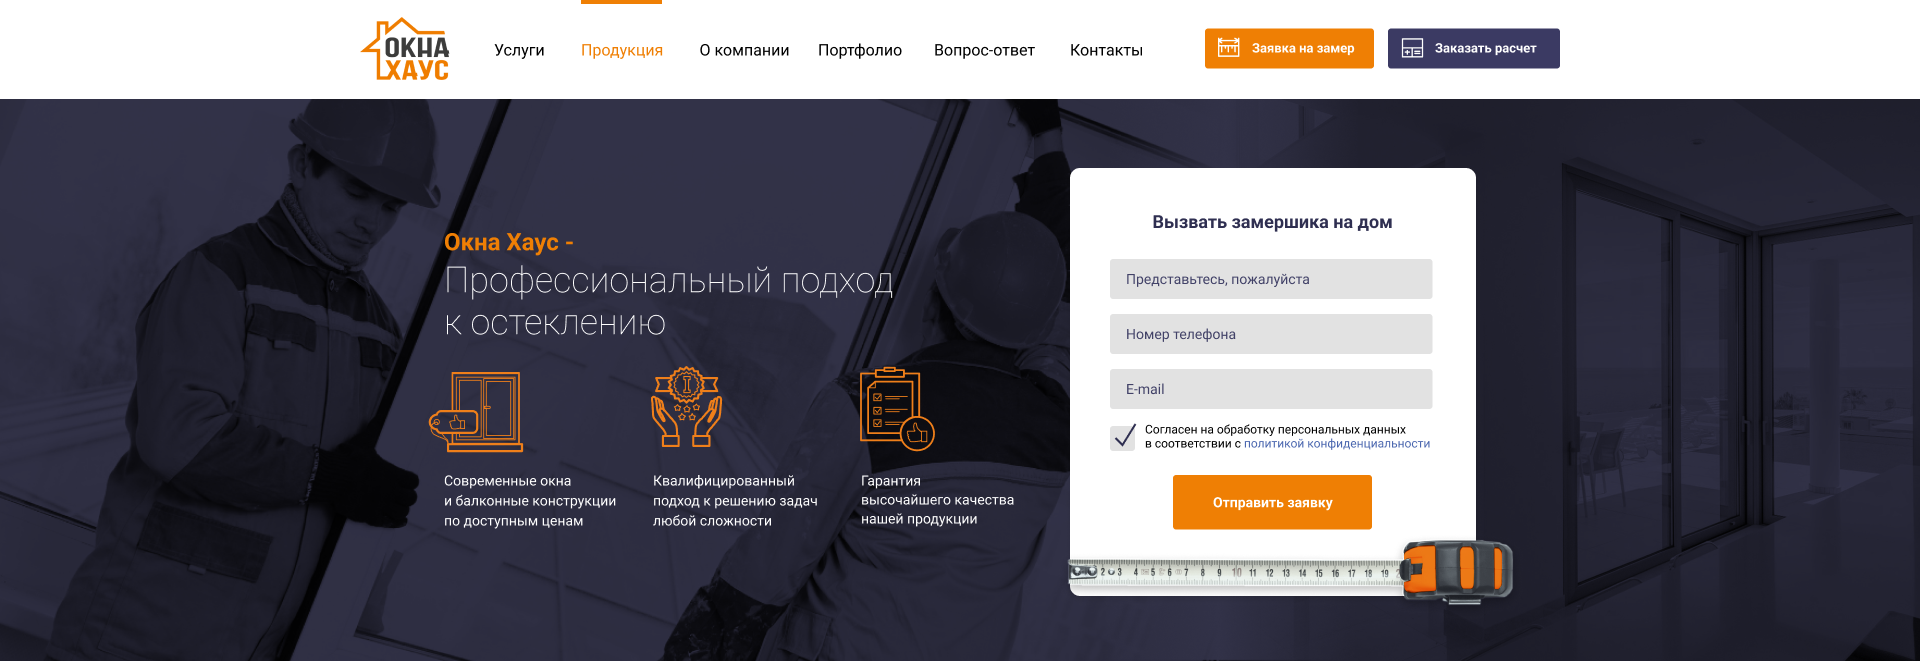 ОКНА
ХАУС
Услуги
Продукция
О компании
Портфолио
Вопрос-ответ
Контакты
Заявка на замер
Заказать расчет
Окна Хаус -
Профессиональный подход
к остеклению
Современные окна
и балконные конструкции
по доступным ценам
Квалифицированный
подход к решению задач
любой сложности
Гарантия
высочайшего качества
нашей продукции
Вызвать замершика на дом
Представьтесь, пожалуйста
Номер телефона
E-mail
Согласен на обработку персональных данных
в соответствии с политикой конфиденциальности
Отправить заявку
2 3 4 5 6 7 8 9 10 11 12 13 14 15 16 17 18 19